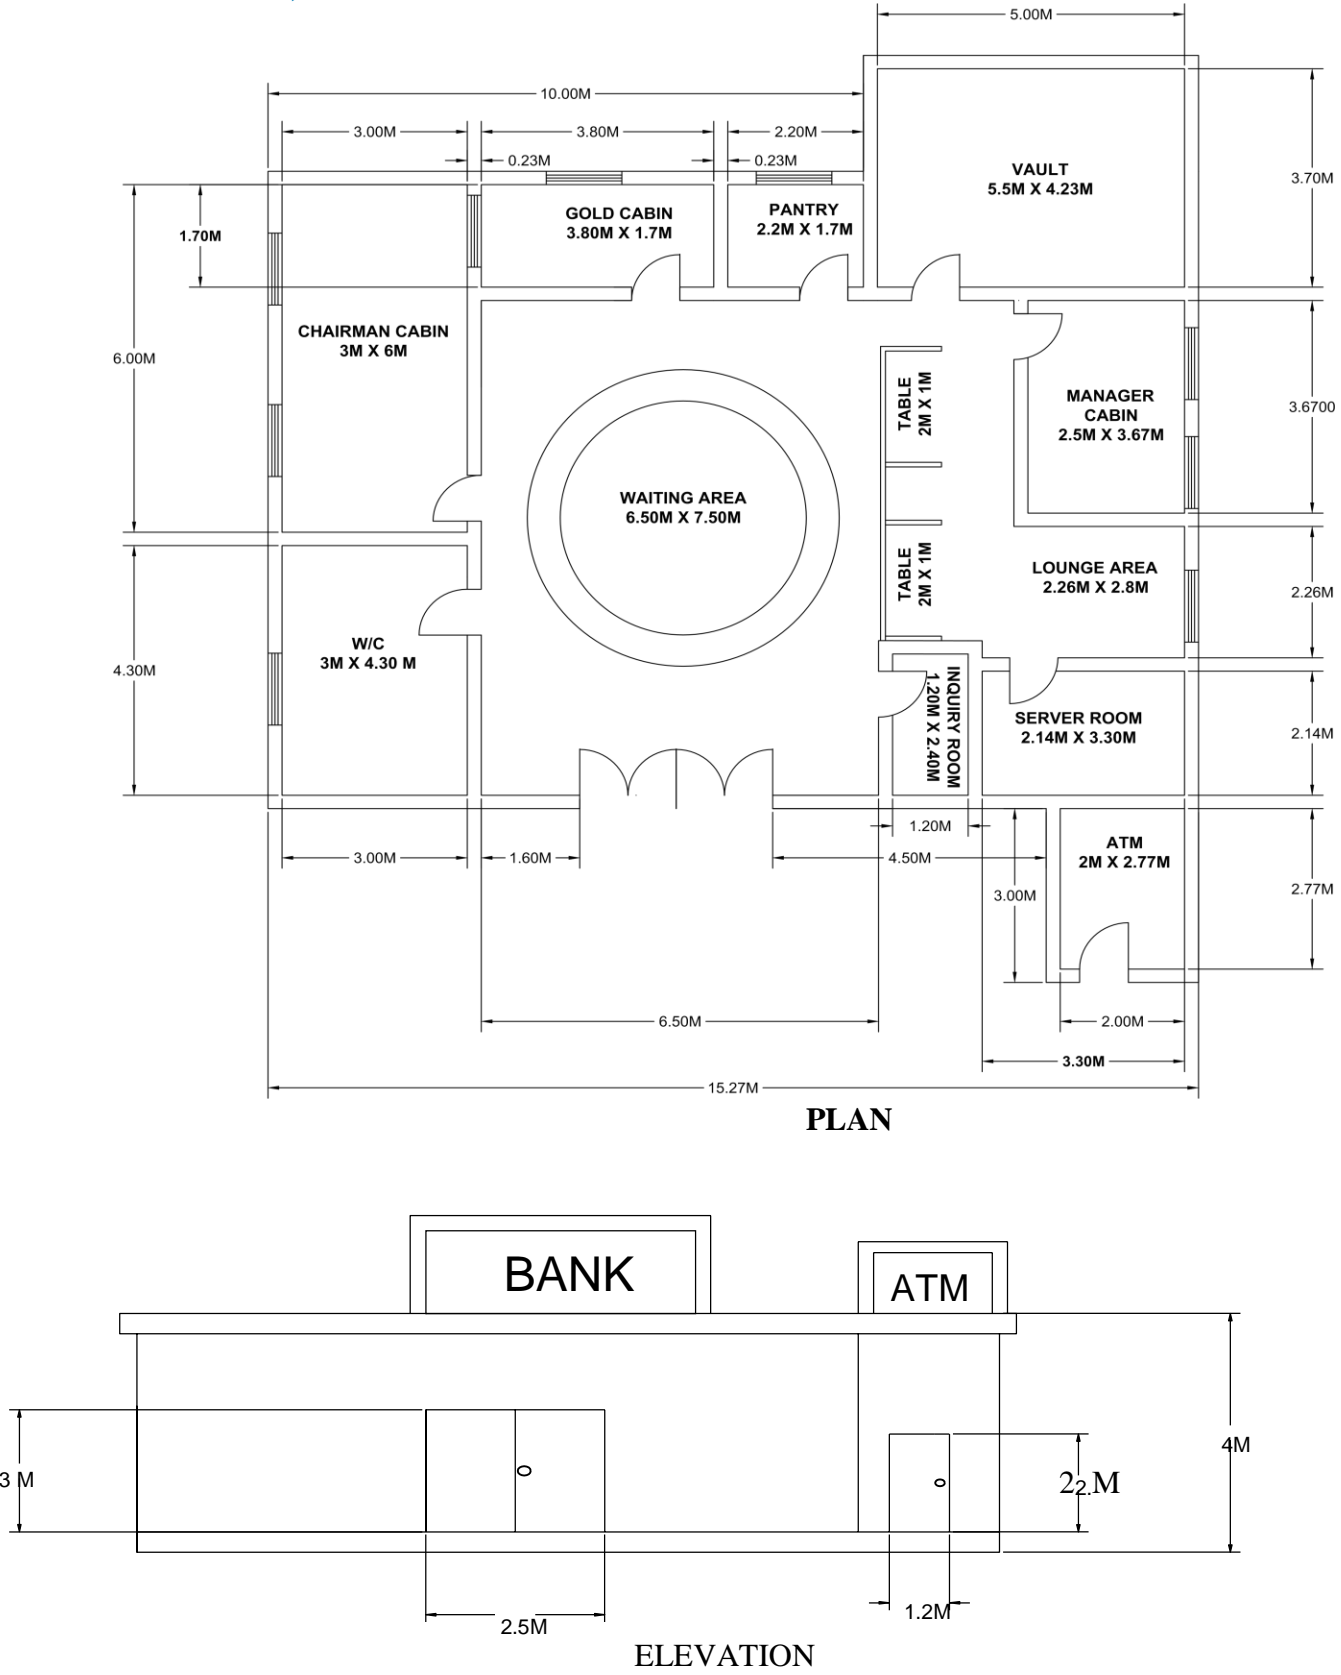 5.00M
10.00M
3.00M
3.80M
2.20M
0.23M
0.23M
VAULT
5.5M X 4.23M
3.70M
1.70M
GOLD CABIN
3.80M X 1.7M
PANTRY
2.2M X 1.7M
CHAIRMAN CABIN
3M X 6M
6.00M
TABLE
2M X 1M
MANAGER
CABIN
2.5M X 3.67M
3.6700
WAITING AREA
6.50M X 7.50M
TABLE
2M X 1M
LOUNGE AREA
2.26M X 2.8M
2.26M
W/C
3M X 4.30 M
4.30M
INQUIRY ROOM
1.20M X 2.40M
SERVER ROOM
2.14M X 3.30M
2.14M
1.20M
3.00M
1.60M
4.50M
ATM
2M X 2.77M
3.00M
2.77M
6.50M
2.00M
3.30M
15.27M
PLAN
BANK
ATM
4M
3 M
22.M
1.2M
2.5M
ELEVATION